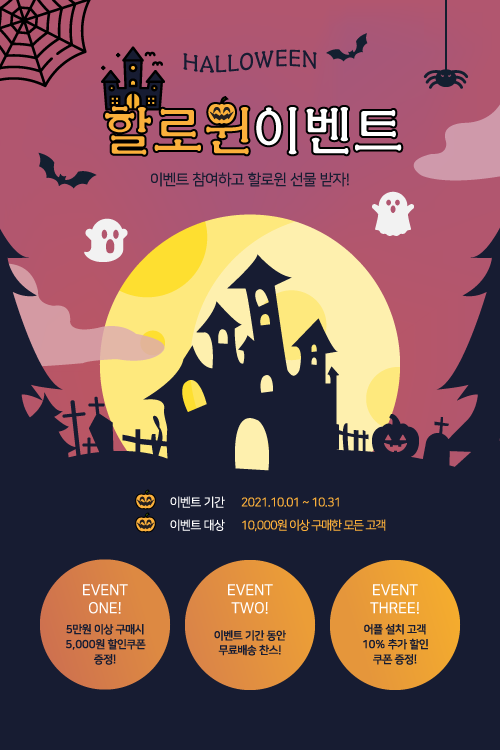 HALLOWEEN
할로윈이벤트
이벤트 참여하고 할로윈 선물 받자!
이벤트 기간 2021.10.01 ~ 10.31
이벤트 대상 10,000원 이상 구매한 모든 고객
EVENT
ONE!
5만원 이상 구매시
5,000원 할인쿠폰
증정!
EVENT
TWO!
이벤트 기간 동안
무료배송 찬스!
EVENT
THREE!
어플 설치 고객
10% 추가 할인
쿠폰 증정!